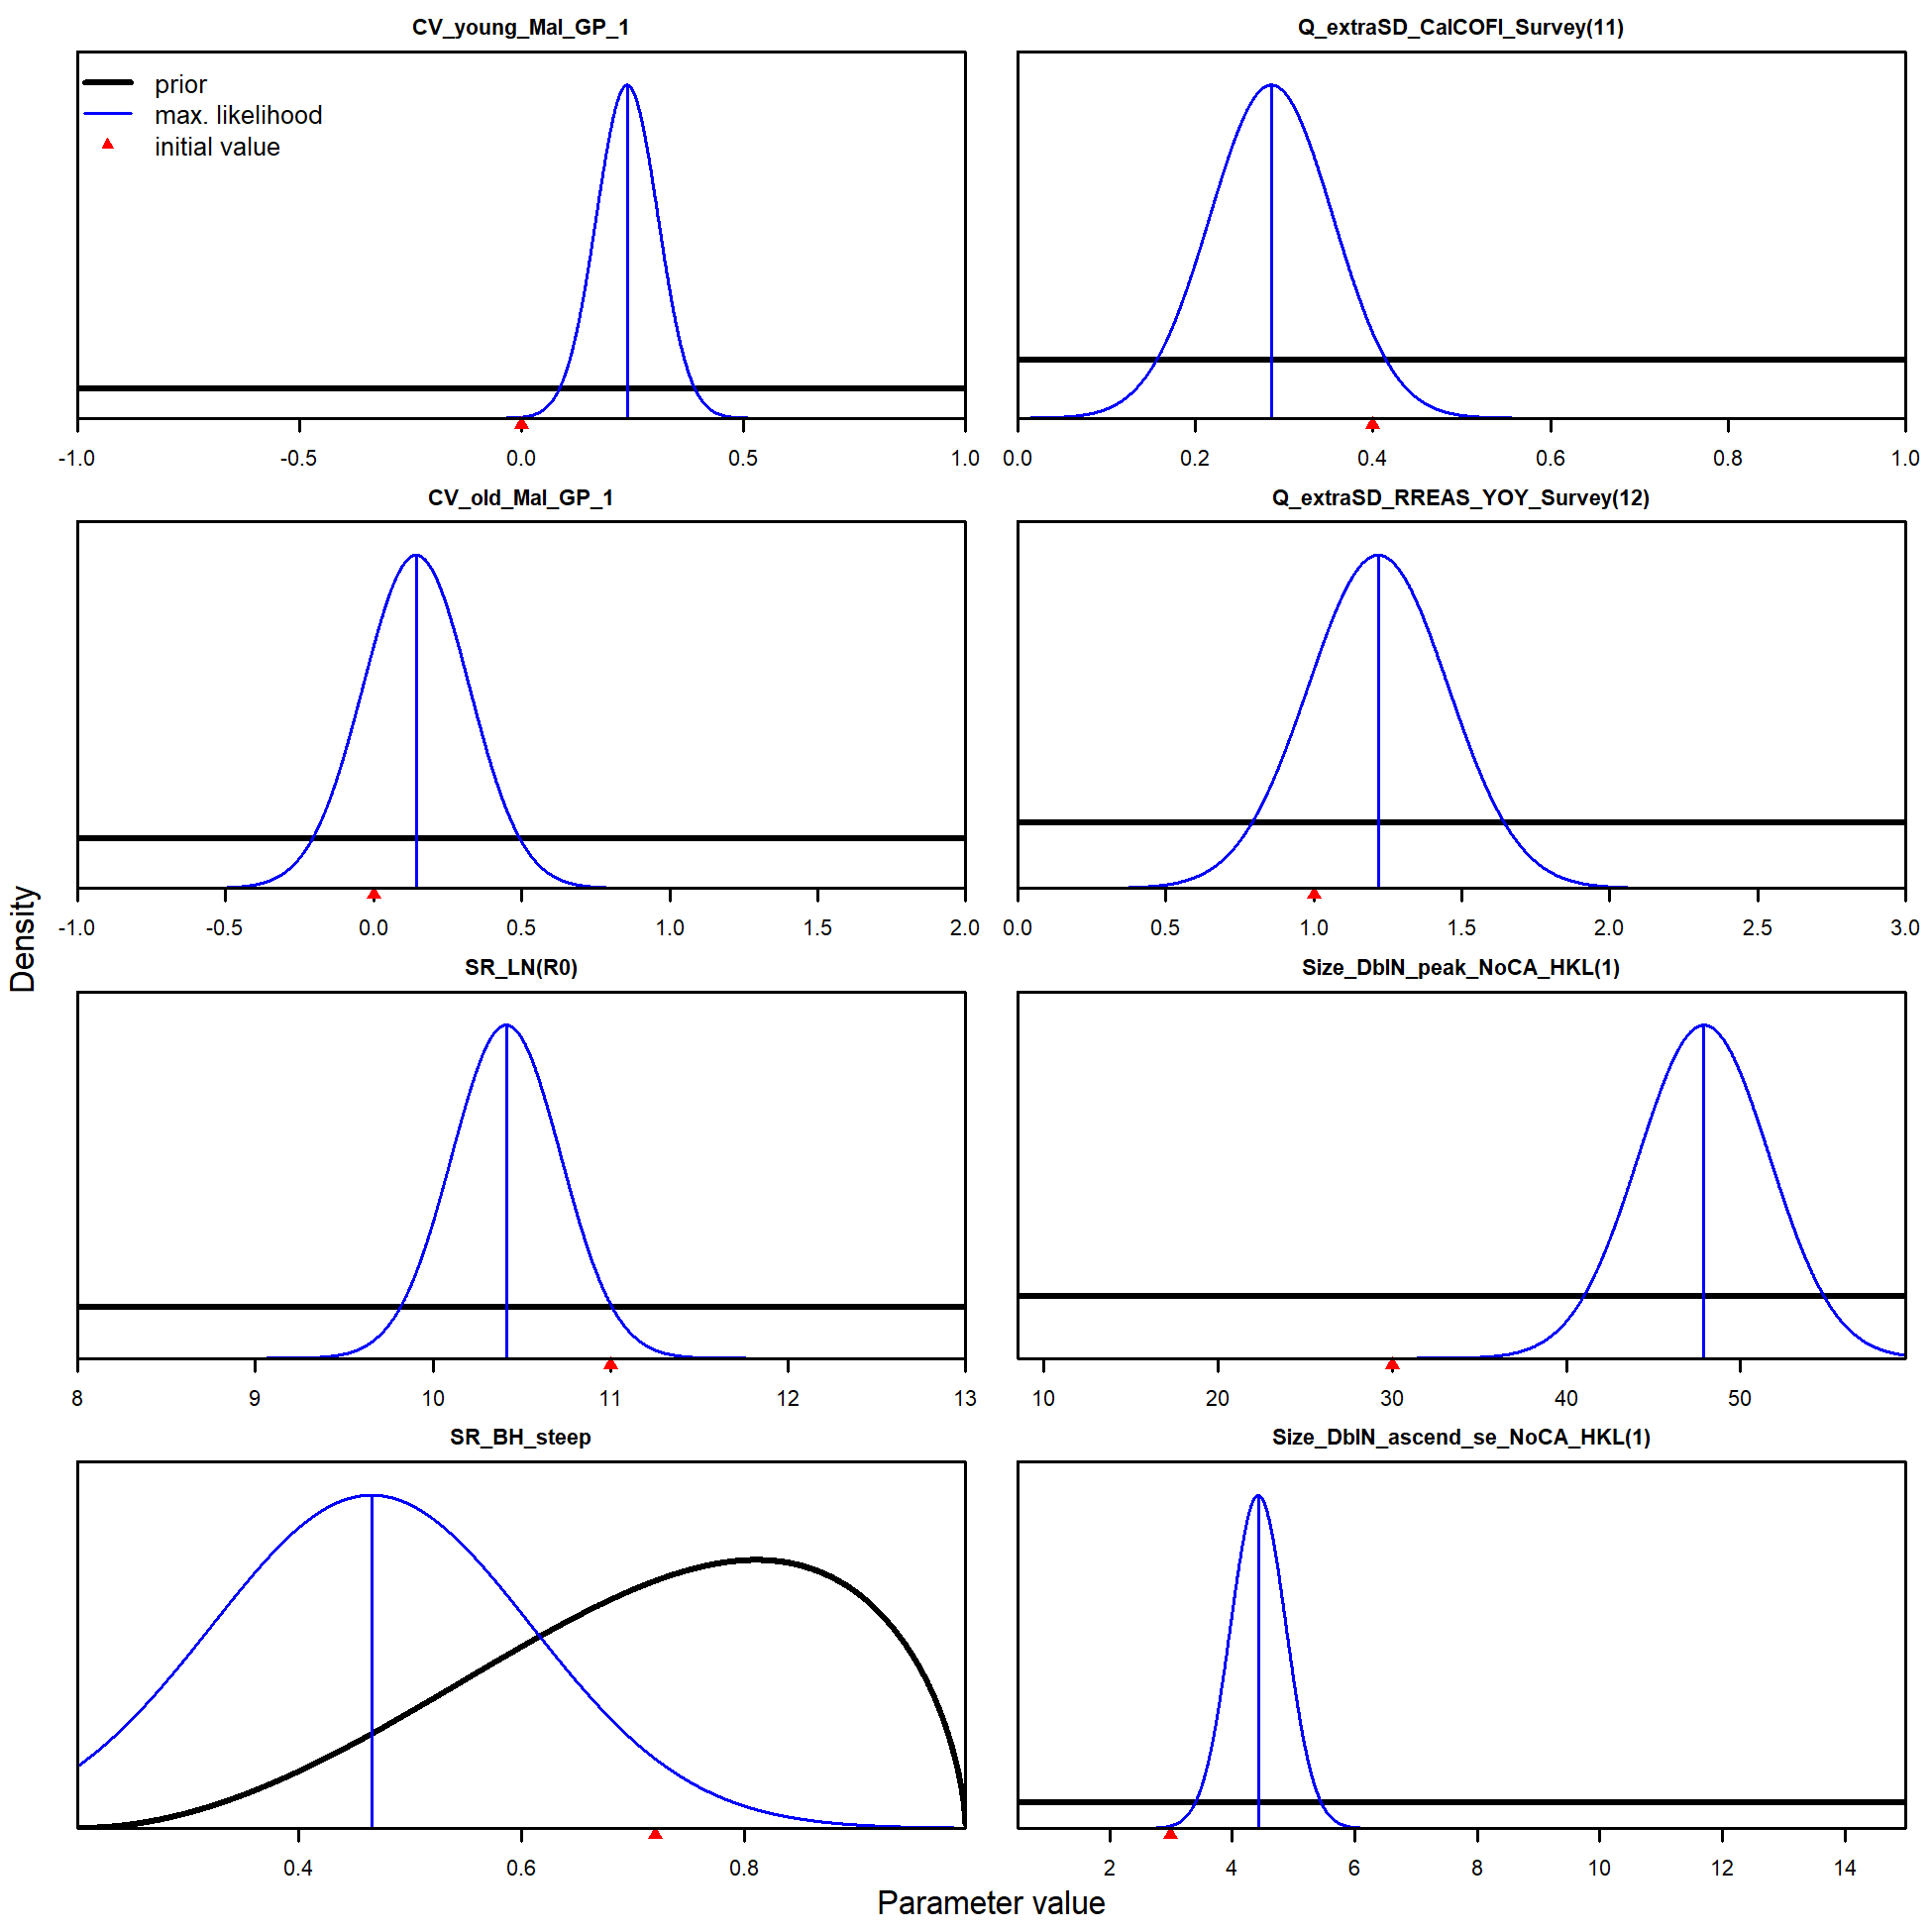 CV_young_Mal_GP_1
prior
max. likelihood
initial value
-1.0 -0.5 0.0 0.5 1.0
Q_extraSD_CalCOFI_Survey(11)
0.0 0.2 0.4 0.6 0.8 1.0
CV_old_Mal_GP_1
-1.0 -0.5 0.0 0.5 1.0 1.5 2.0
Q_extraSD_RREAS_YOY_Survey(12)
0.0 0.5 1.0 1.5 2.0 2.5 3.0
SR_LN(R0)
8 9 10 11 12 13
Size_DblN_peak_NoCA_HKL(1)
10 20 30 40 50
SR_BH_steep
0.4 0.6 0.8
Size_DblN_ascend_se_NoCA_HKL(1)
2 4 6 8 10 12 14
Density
Parameter value